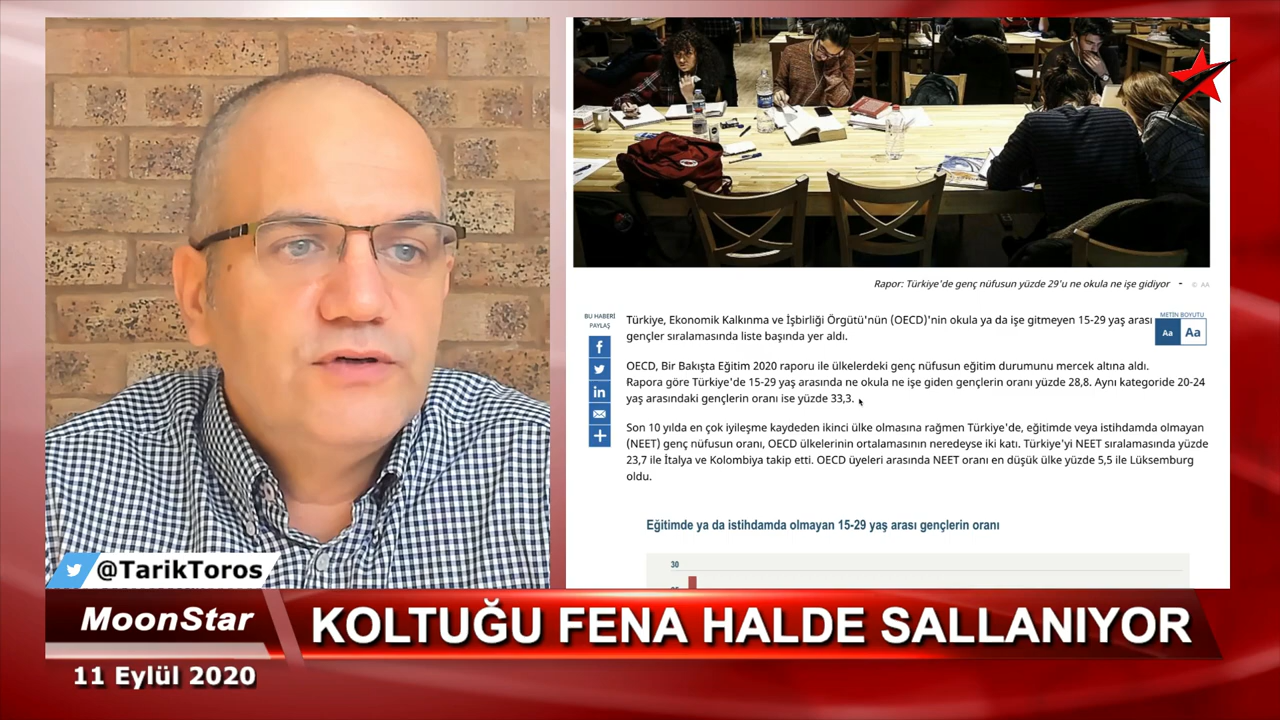 Rapor: Türkiye'de genç nüfusun yüzde 29'u ne okula ne işe gidiyor - © AA
BU HABERİ
PAYLAŞ
METİN BOYUTU
Aa Aa
Türkiye, Ekonomik Kalkınma ve İşbirliği Örgütü'nün (OECD)'nin okula ya da işe gitmeyen 15-29 yaş arası
gençler sıralamasında liste başında yer aldı.
OECD, Bir Bakışta Eğitim 2020 raporu ile ülkelerdeki genç nüfusun eğitim durumunu mercek altına aldı.
Rapora göre Türkiye'de 15-29 yaş arasında ne okula ne işe giden gençlerin oranı yüzde 28,8. Aynı kategoride 20-24
yaş arasındaki gençlerin oranı ise yüzde 33,3.
Son 10 yılda en çok iyileşme kaydeden ikinci ülke olmasına rağmen Türkiye'de, eğitimde veya istihdamda olmayan
(NEET) genç nüfusun oranı, OECD ülkelerinin ortalamasının neredeyse iki katı. Türkiye'yi NEET sıralamasında yüzde
23,7 ile İtalya ve Kolombiya takip etti. OECD üyeleri arasında NEET oranı en düşük ülke yüzde 5,5 ile Lüksemburg
oldu.
Eğitimde ya da istihdamda olmayan 15-29 yaş arası gençlerin oranı
30
@TarikToros
MoonStar
KOLTUĞU FENA HALDE SALLANIYOR
11 Eylül 2020